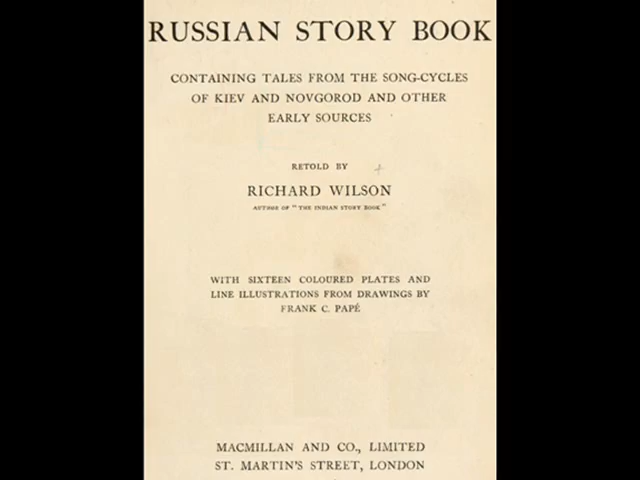 RUSSIAN STORY BOOK
CONTAINING TALES FROM THE SONG-CYCLES
OF KIEV AND NOVGOROD AND OTHER
EARLY SOURCES
RETOLD BY
RICHARD WILSON
AUTHOR OF "THE INDIAN STORY BOOK"
WITH SIXTEEN COLOURED PLATES AND
LINE ILLUSTRATIONS FROM DRAWINGS BY
FRANK C. PAPÉ
MACMILLAN AND CO., LIMITED
ST. MARTIN'S STREET, LONDON